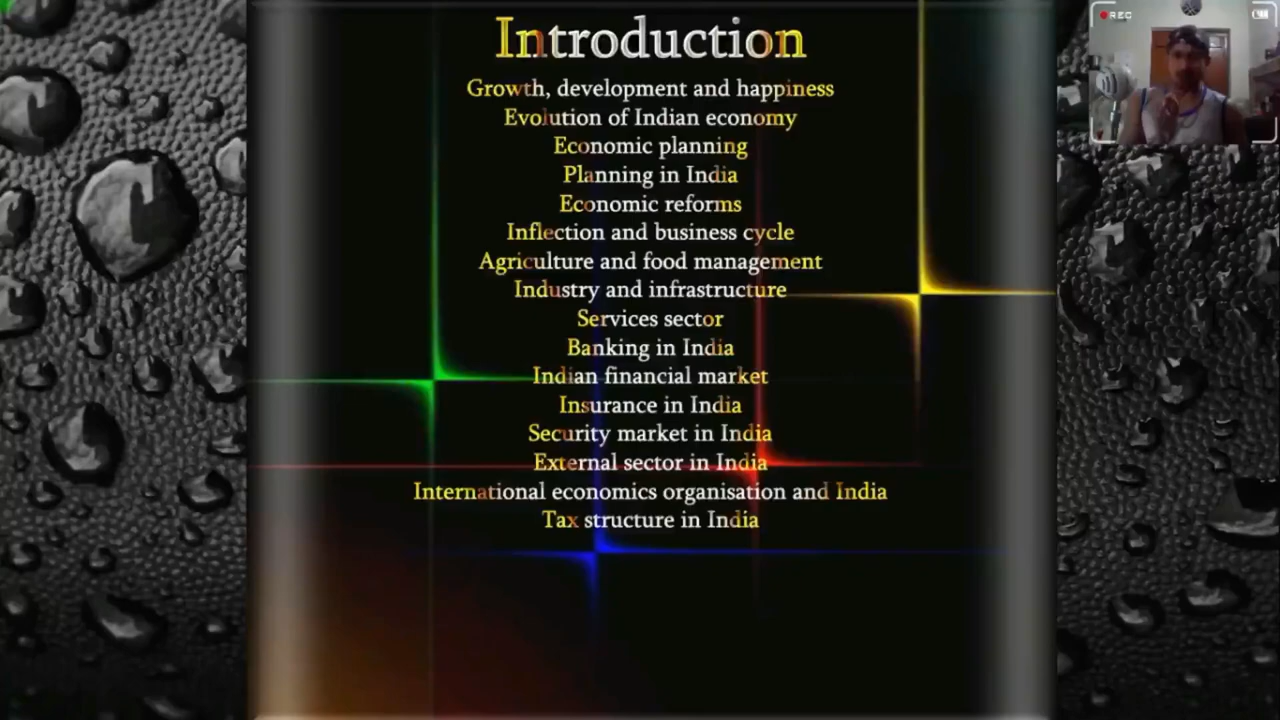 Introduction
Growth, development and happiness
Evolution of Indian economy
Economic planning
Planning in India
Economic reforms
Inflection and business cycle
Agriculture and food management
Industry and infrastructure
Services sector
Banking in India
Indian financial market
Insurance in India
Security market in India
External sector in India
International economics organisation and India
Tax structure in India
REC